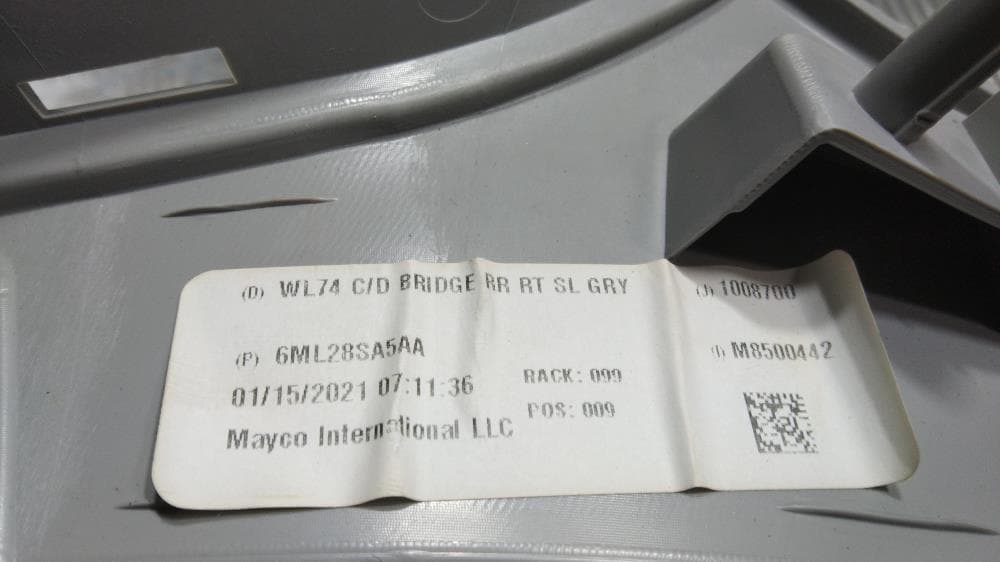 (D) WL74 C/D BRIDGE RR RT SL GRY
(J) 1008700
(P) 6ML28SA5AA
(I) M8500442
01/15/2021 07:11:36
RACK: 099
POS: 009
Mayco International LLC